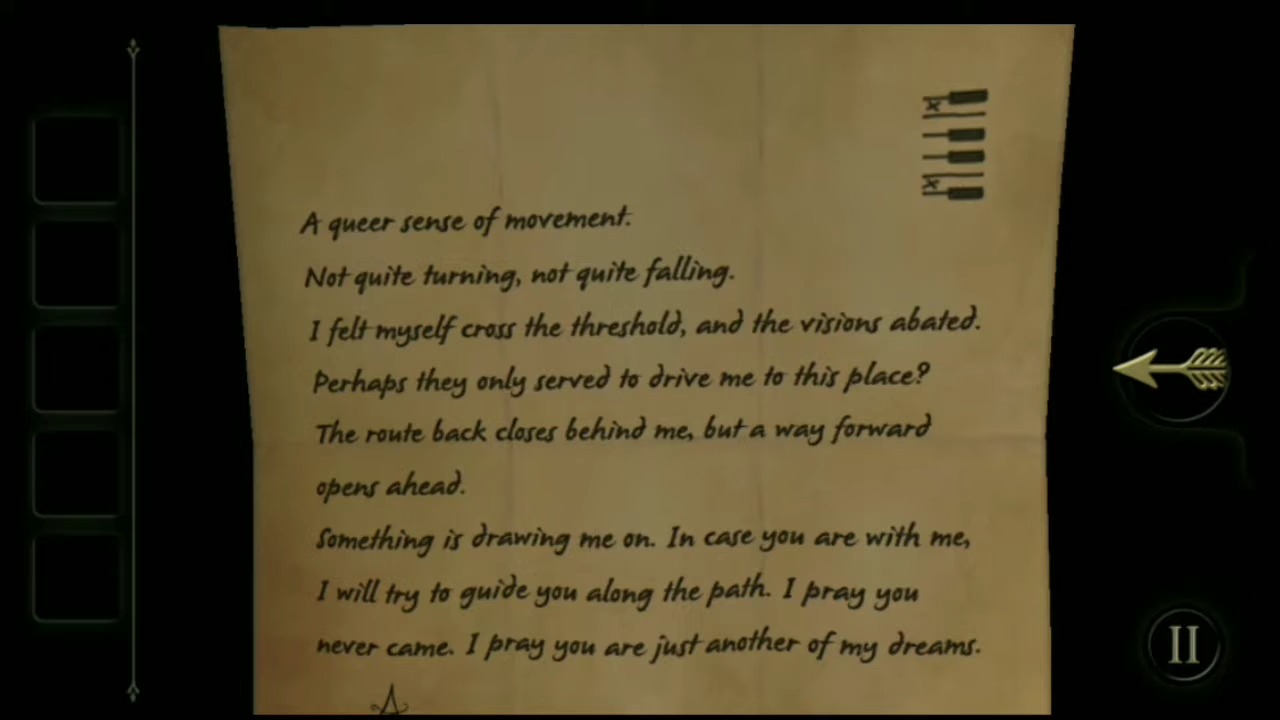 A queer sense of movement.
Not quite turning, not quite falling.
I felt myself cross the threshold, and the visions abated.
Perhaps they only served to drive me to this place?
The route back closes behind me, but a way forward
opens ahead.
Something is drawing me on. In case you are with me,
I will try to guide you along the path. I pray you
never came. I pray you are just another of my dreams.
A